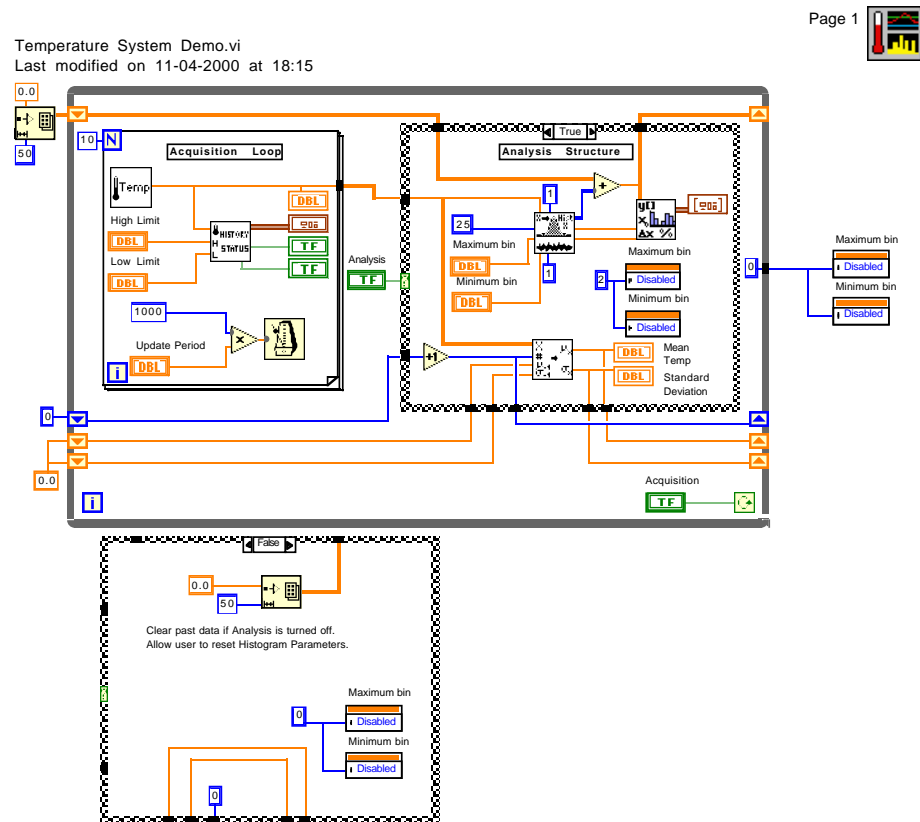 Page 1
Temperature System Demo.vi
Last modified on 11-04-2000 at 18:15
0.0
50
10 N
Acquisition Loop
Temp
DBL
High Limit
DBL
HISTORY
H STATUS
L
TF
TF
Low Limit
DBL
1000
Update Period
DBL
x
i
Analysis
TF
True
Analysis Structure
+
1
25
Hist
Maximum bin
DBL
Minimum bin
DBL
1
y[]
x
Δx %
Maximum bin
2
Disabled
Minimum bin
Disabled
0
Maximum bin
Disabled
Minimum bin
Disabled
+1
X
# μx
σx
DBL
Mean
Temp
DBL
Standard
Deviation
0
0.0
i
Acquisition
TF
False
0.0
50
Clear past data if Analysis is turned off.
Allow user to reset Histogram Parameters.
?
Maximum bin
0
Disabled
Minimum bin
Disabled
0